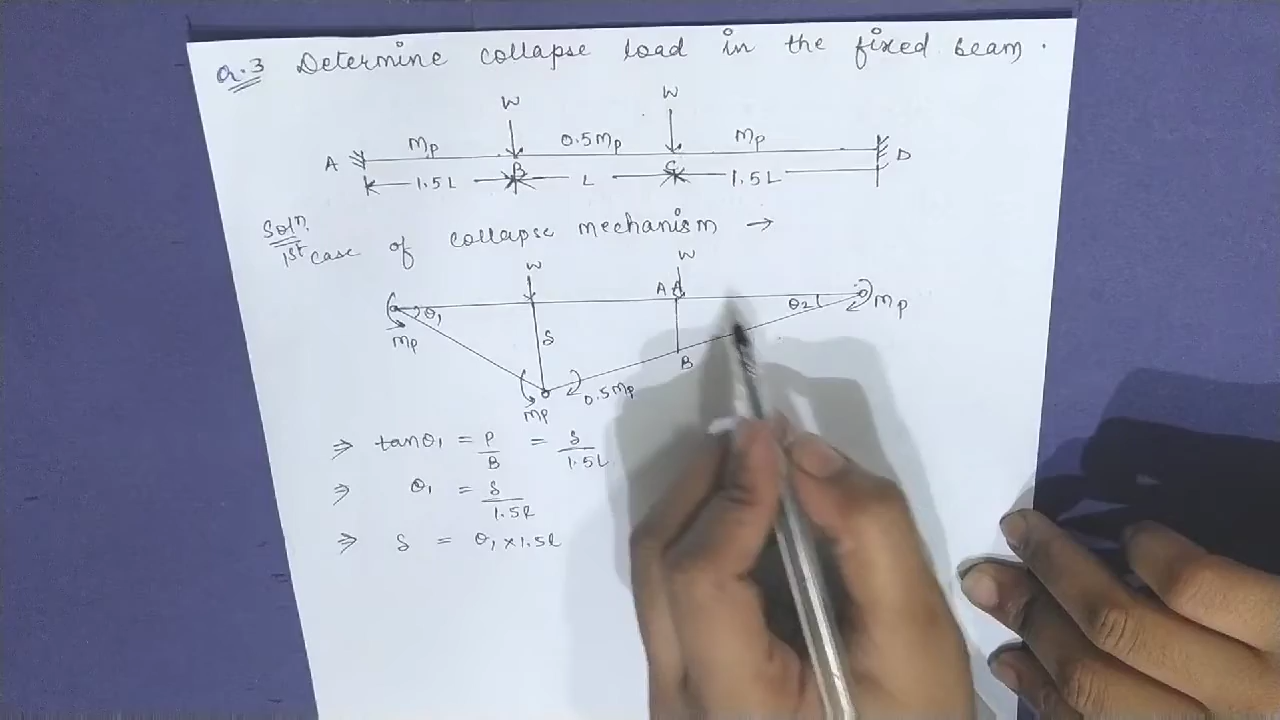 Q.3 Determine collapse load in the fixed beam.
W W
A Mp B 0.5Mp C Mp D
1.5L L 1.5L
Solⁿ.
1st case of collapse mechanism →
W W
A
θ1 θ2 Mp
Mp δ
B
Mp 0.5Mp
⇒ tanθ1 = P/B = δ/1.5L
⇒ θ1 = δ/1.5l
⇒ δ = θ1 × 1.5l